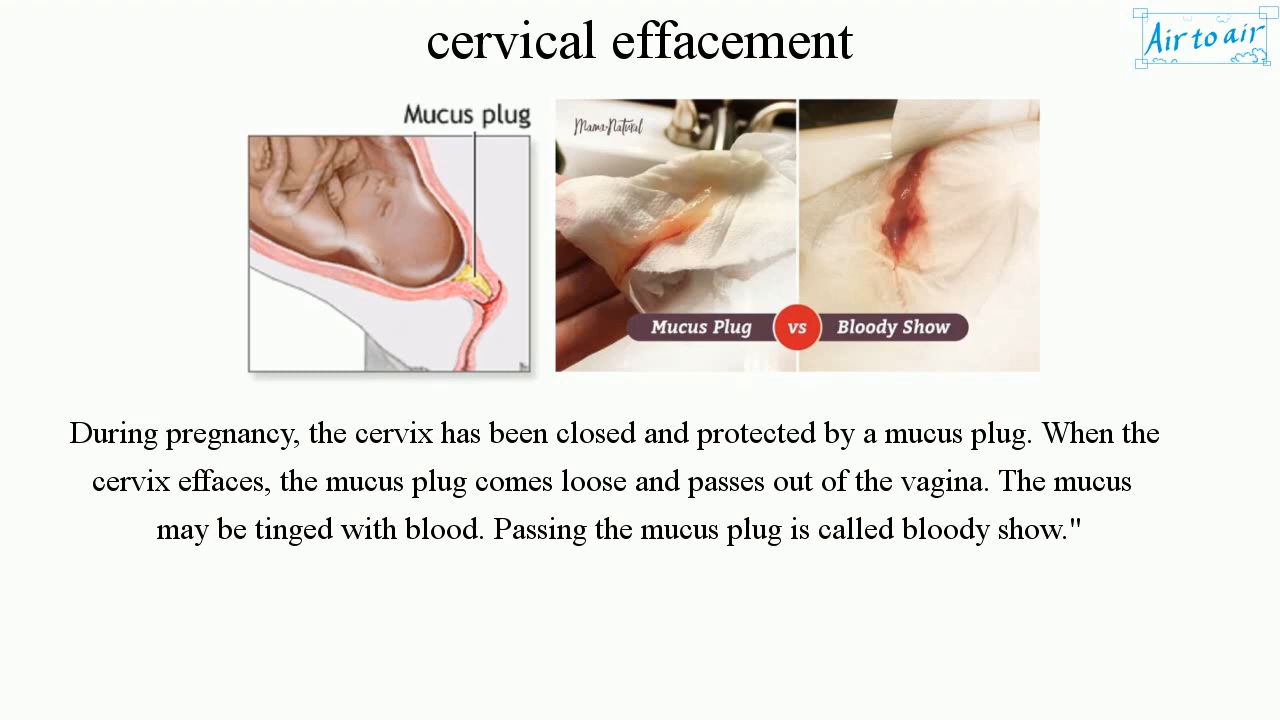 cervical effacement
Air to air
Mucus plug
Mama Natural
Mucus Plug vs Bloody Show
During pregnancy, the cervix has been closed and protected by a mucus plug. When the
cervix effaces, the mucus plug comes loose and passes out of the vagina. The mucus
may be tinged with blood. Passing the mucus plug is called bloody show."